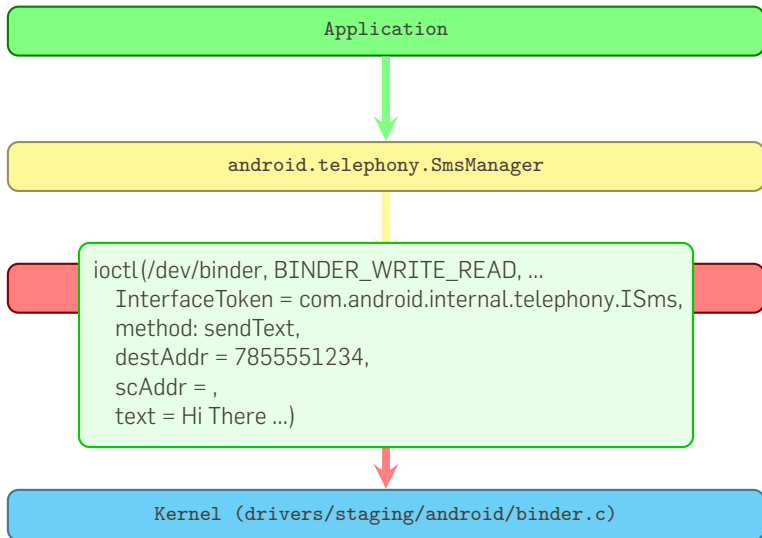 Application
android.telephony.SmsManager
ioctl(/dev/binder, BINDER_WRITE_READ, ...
InterfaceToken = com.android.internal.telephony.ISms,
method: sendText,
destAddr = 7855551234,
scAddr = ,
text = Hi There ...)
Kernel (drivers/staging/android/binder.c)